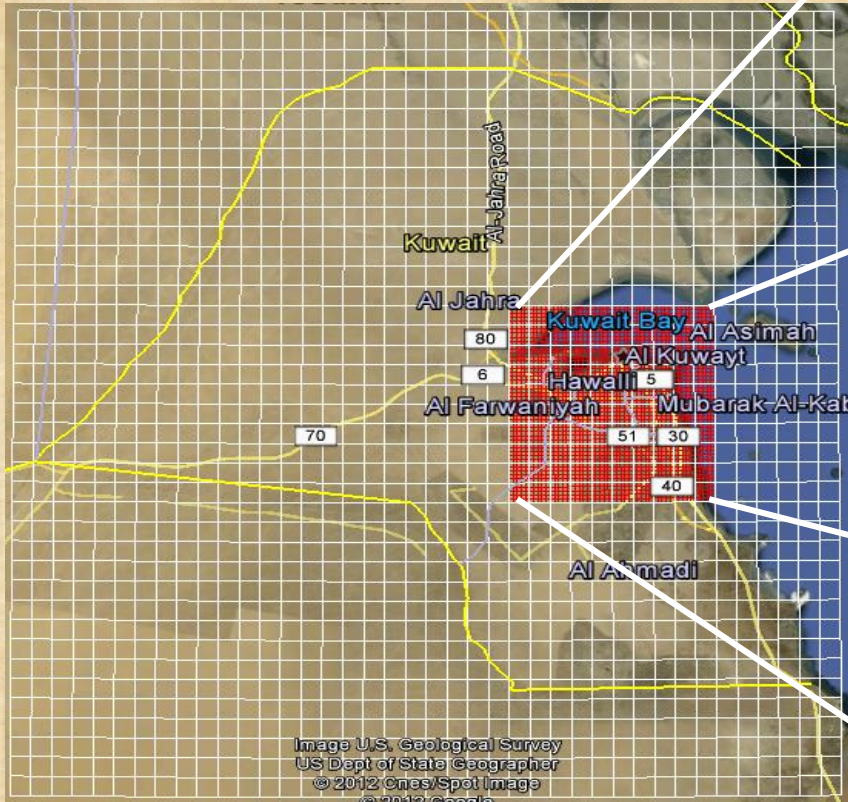 Al-Jahra Road
Kuwait
Al Jahra
Kuwait Bay
Al Asimah
80
Al Kuwayt
6
Hawalli
5
Al Farwaniyah
Mubarak Al-Kab
70
51
30
40
Al Ahmadi
Image U.S. Geological Survey
US Dept of State Geographer
© 2012 Cnes/Spot Image
© 2012 Google